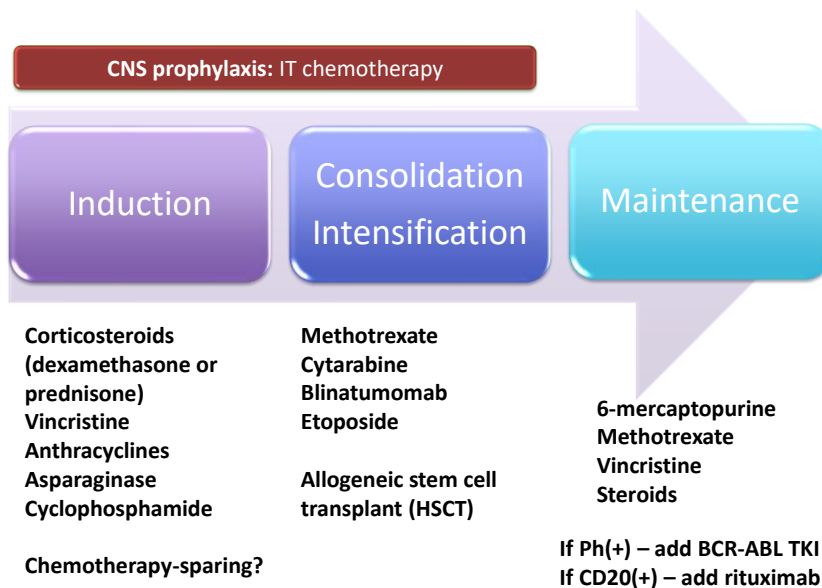 CNS prophylaxis: IT chemotherapy
Induction
Consolidation
Intensification
Maintenance
Corticosteroids
(dexamethasone or
prednisone)
Vincristine
Anthracyclines
Asparaginase
Cyclophosphamide
Chemotherapy-sparing?
Methotrexate
Cytarabine
Blinatumomab
Etoposide
Allogeneic stem cell
transplant (HSCT)
6-mercaptopurine
Methotrexate
Vincristine
Steroids
If Ph(+) – add BCR-ABL TKI
If CD20(+) – add rituximab